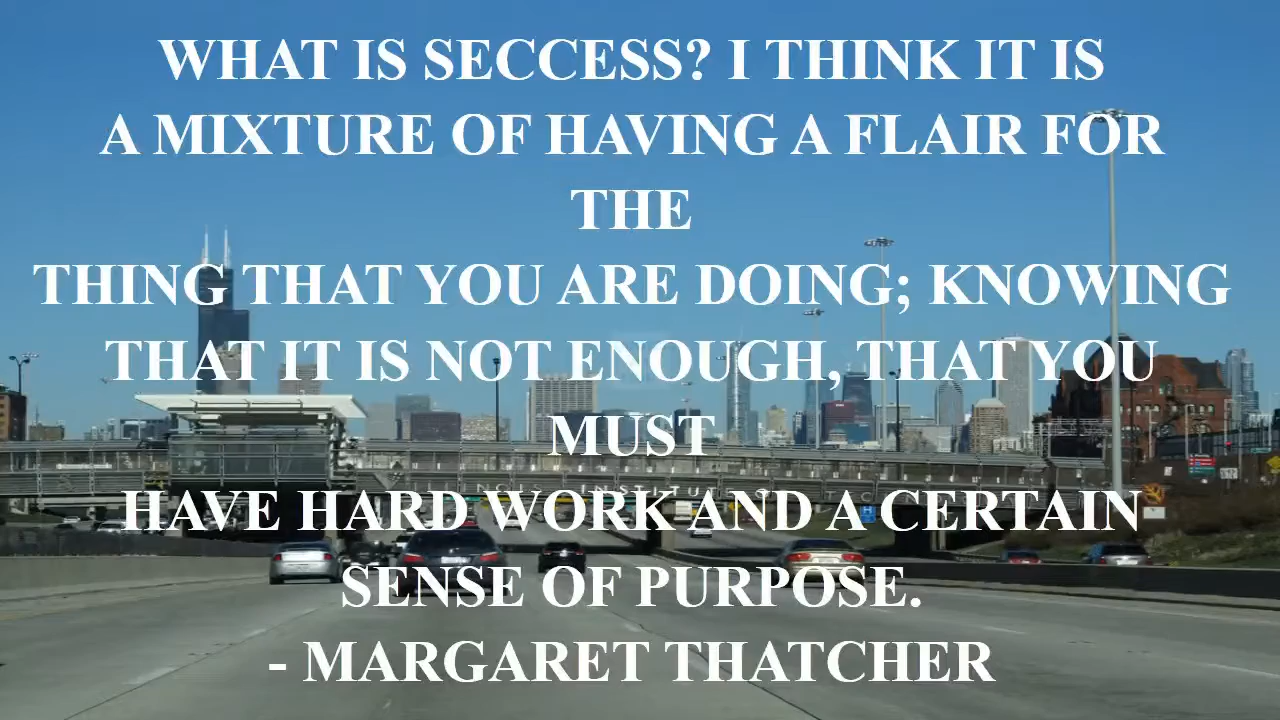 WHAT IS SECCESS? I THINK IT IS
A MIXTURE OF HAVING A FLAIR FOR
THE
THING THAT YOU ARE DOING; KNOWING
THAT IT IS NOT ENOUGH, THAT YOU
MUST
HAVE HARD WORK AND A CERTAIN
SENSE OF PURPOSE.
- MARGARET THATCHER